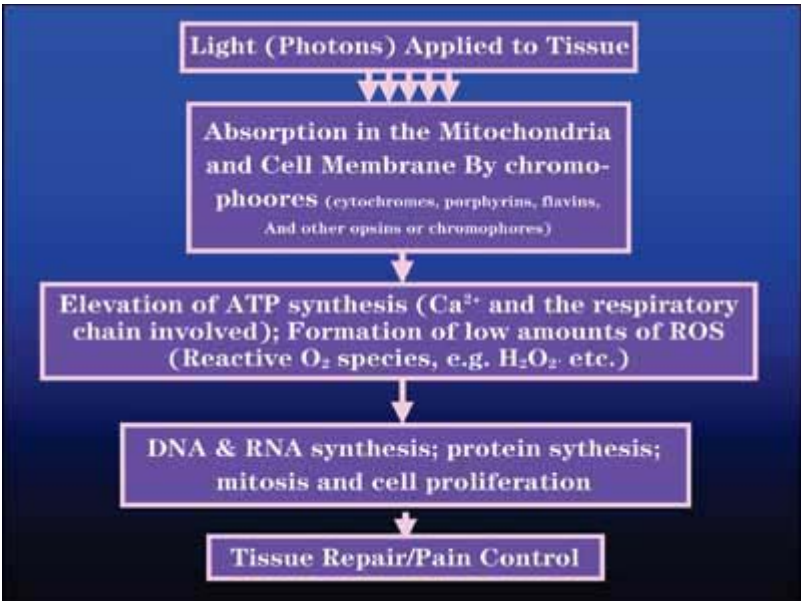 Light (Photons) Applied to Tissue
Absorption in the Mitochondria
and Cell Membrane By chromo-
phoores (cytochromes, porphyrins, flavins,
And other opsins or chromophores)
Elevation of ATP synthesis (Ca²⁺ and the respiratory
chain involved); Formation of low amounts of ROS
(Reactive O₂ species, e.g. H₂O₂. etc.)
DNA & RNA synthesis; protein sythesis;
mitosis and cell proliferation
Tissue Repair/Pain Control